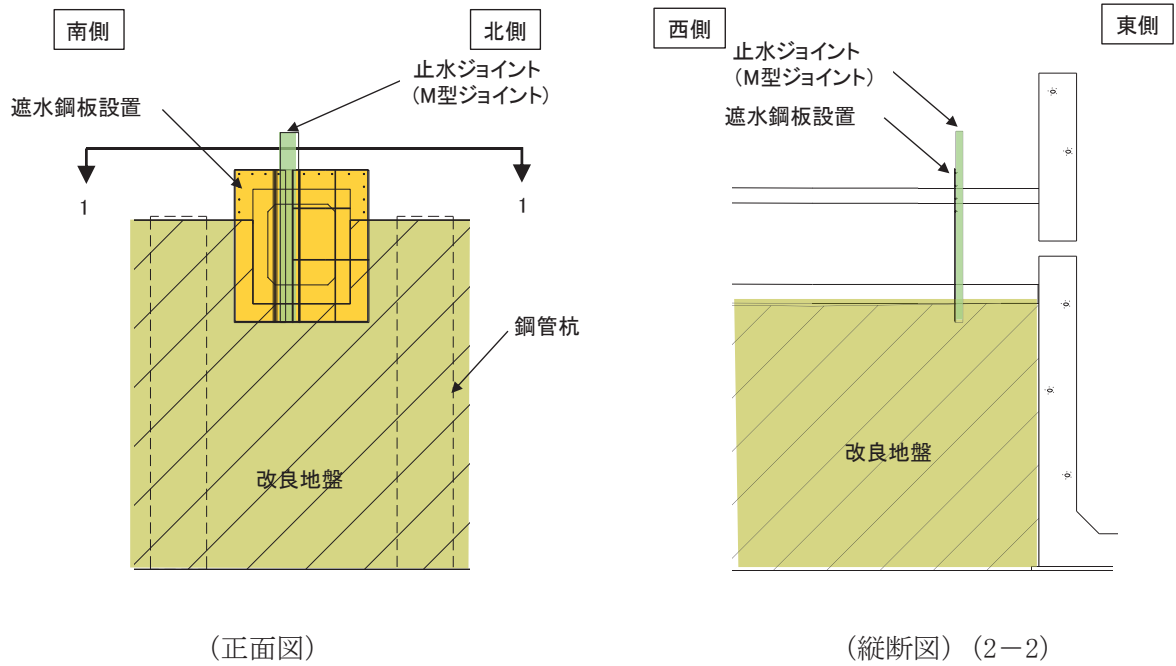 南側
北側
止水ジョイント
(M型ジョイント)
遮水鋼板設置
1
1
鋼管杭
改良地盤
(正面図)
西側
東側
止水ジョイント
(M型ジョイント)
遮水鋼板設置
改良地盤
(縦断図) (2－2)